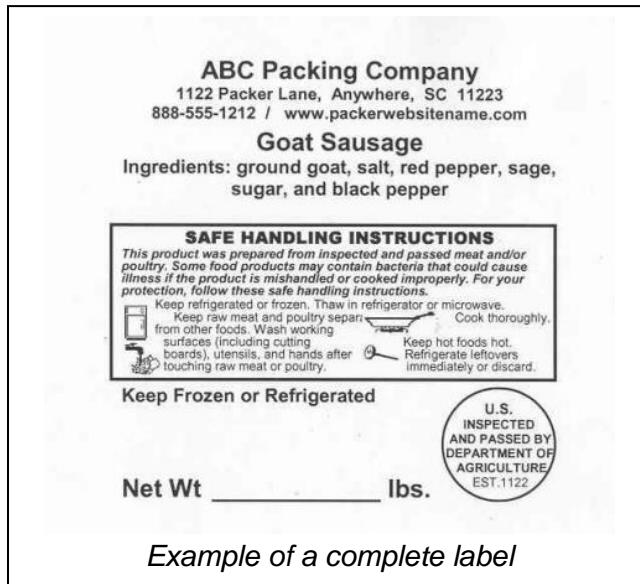 ABC Packing Company
1122 Packer Lane, Anywhere, SC 11223
888-555-1212 / www.packerwebsitename.com
Goat Sausage
Ingredients: ground goat, salt, red pepper, sage,
sugar, and black pepper
SAFE HANDLING INSTRUCTIONS
This product was prepared from inspected and passed meat and/or
poultry. Some food products may contain bacteria that could cause
illness if the product is mishandled or cooked improperly. For your
protection, follow these safe handling instructions.
Keep refrigerated or frozen. Thaw in refrigerator or microwave.
Keep raw meat and poultry
from other foods. Wash working
surfaces (including cutting
boards), utensils, and hands after
touching raw meat or poultry.
Cook thoroughly.
Keep hot foods hot.
Refrigerate leftovers
immediately or discard.
Keep Frozen or Refrigerated
U.S.
INSPECTED
AND PASSED BY
DEPARTMENT OF
AGRICULTURE
EST.1122
Net Wt __________ lbs.
Example of a complete label